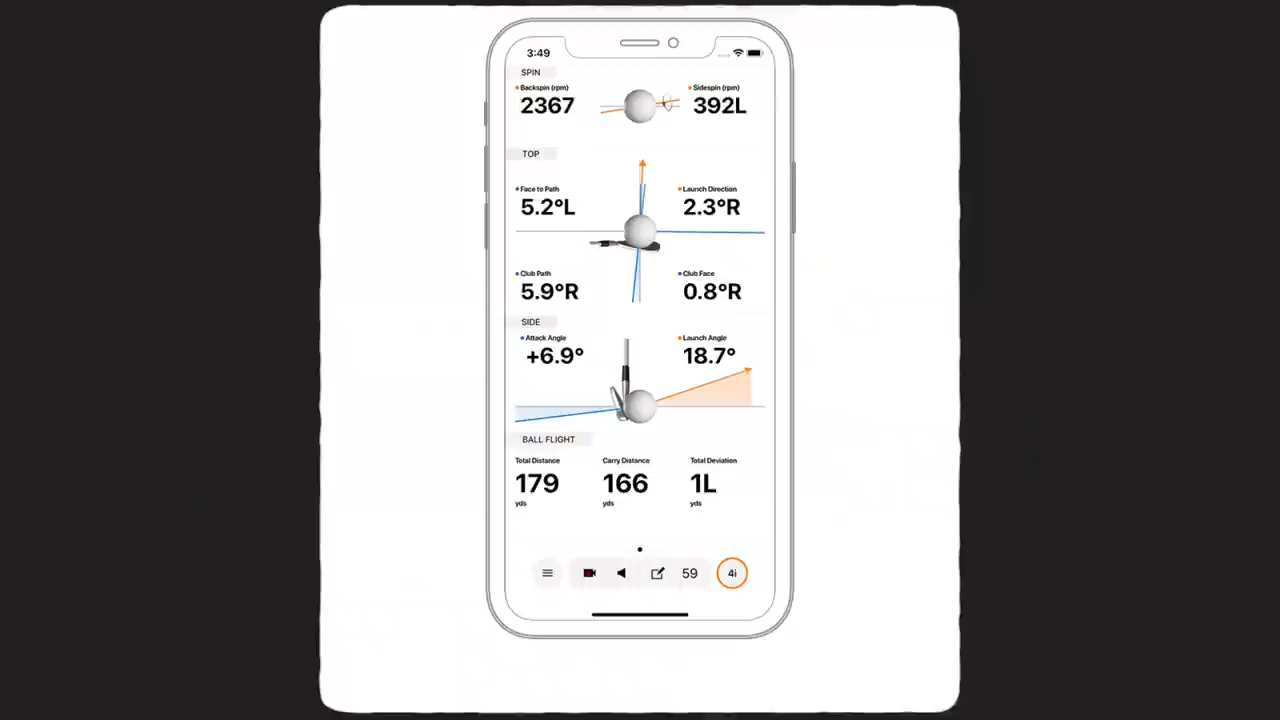 3:49
SPIN
Backspin (rpm)
Sidespin (rpm)
2367
392L
TOP
Face to Path
Launch Direction
5.2°L
2.3°R
Club Path
Club Face
5.9°R
0.8°R
SIDE
Attack Angle
Launch Angle
+6.9°
18.7°
BALL FLIGHT
Total Distance
Carry Distance
Total Deviation
179
166
1L
yds
yds
yds
59
4i